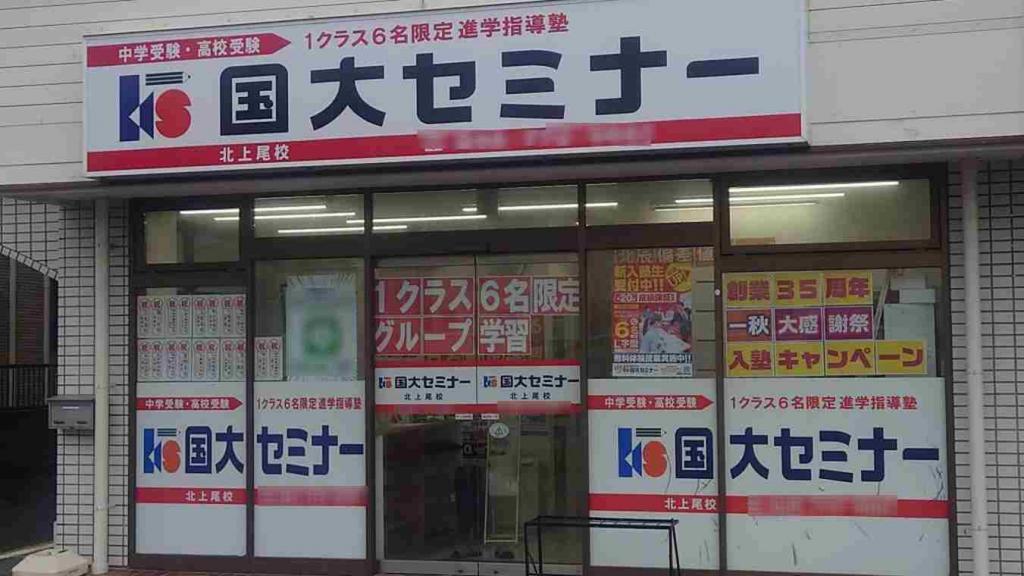 中学受験・高校受験
1クラス6名限定進学指導塾
KS
国大セミナー
北上尾校
1クラス6名限定
グループ学習
国大セミナー
北上尾校
国大セミナー
北上尾校
新入塾生
受付中!!
創業35周年
一秋大感謝祭
入塾キャンペーン
中学受験・高校受験
1クラス6名限定進学指導塾
KS
国大セミナー
北上尾校
中学受験・高校受験
1クラス6名限定進学指導塾
KS
国大セミナー
北上尾校